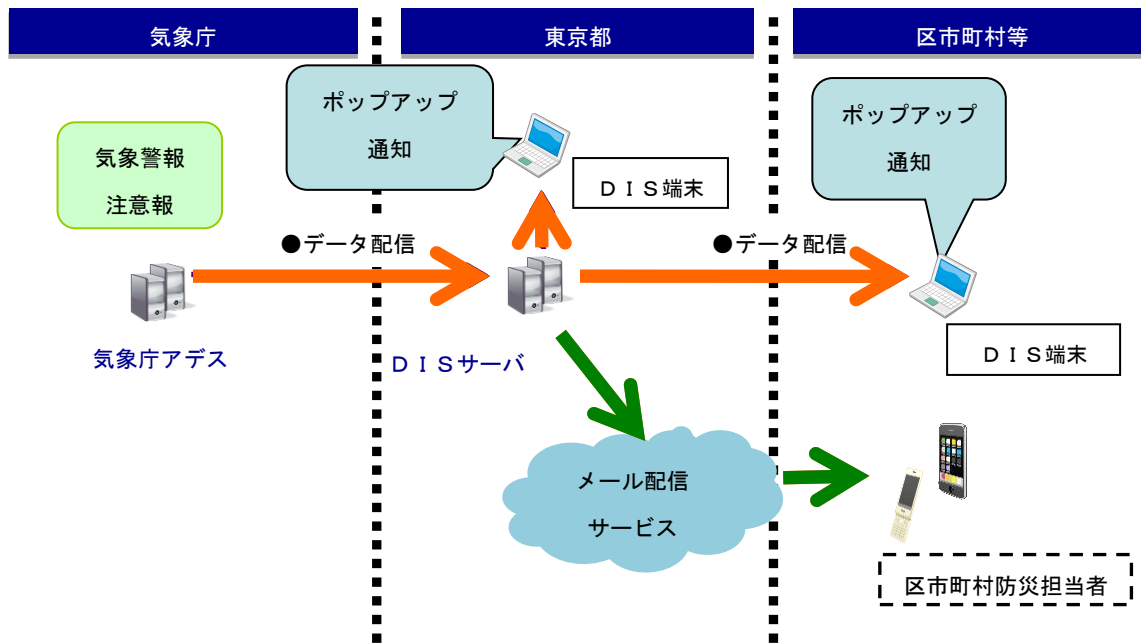 気象庁
東京都
区市町村等
ポップアップ
通知
ポップアップ
通知
気象警報
注意報
ＤＩＳ端末
●データ配信
●データ配信
気象庁アデス
ＤＩＳサーバ
ＤＩＳ端末
メール配信
サービス
区市町村防災担当者